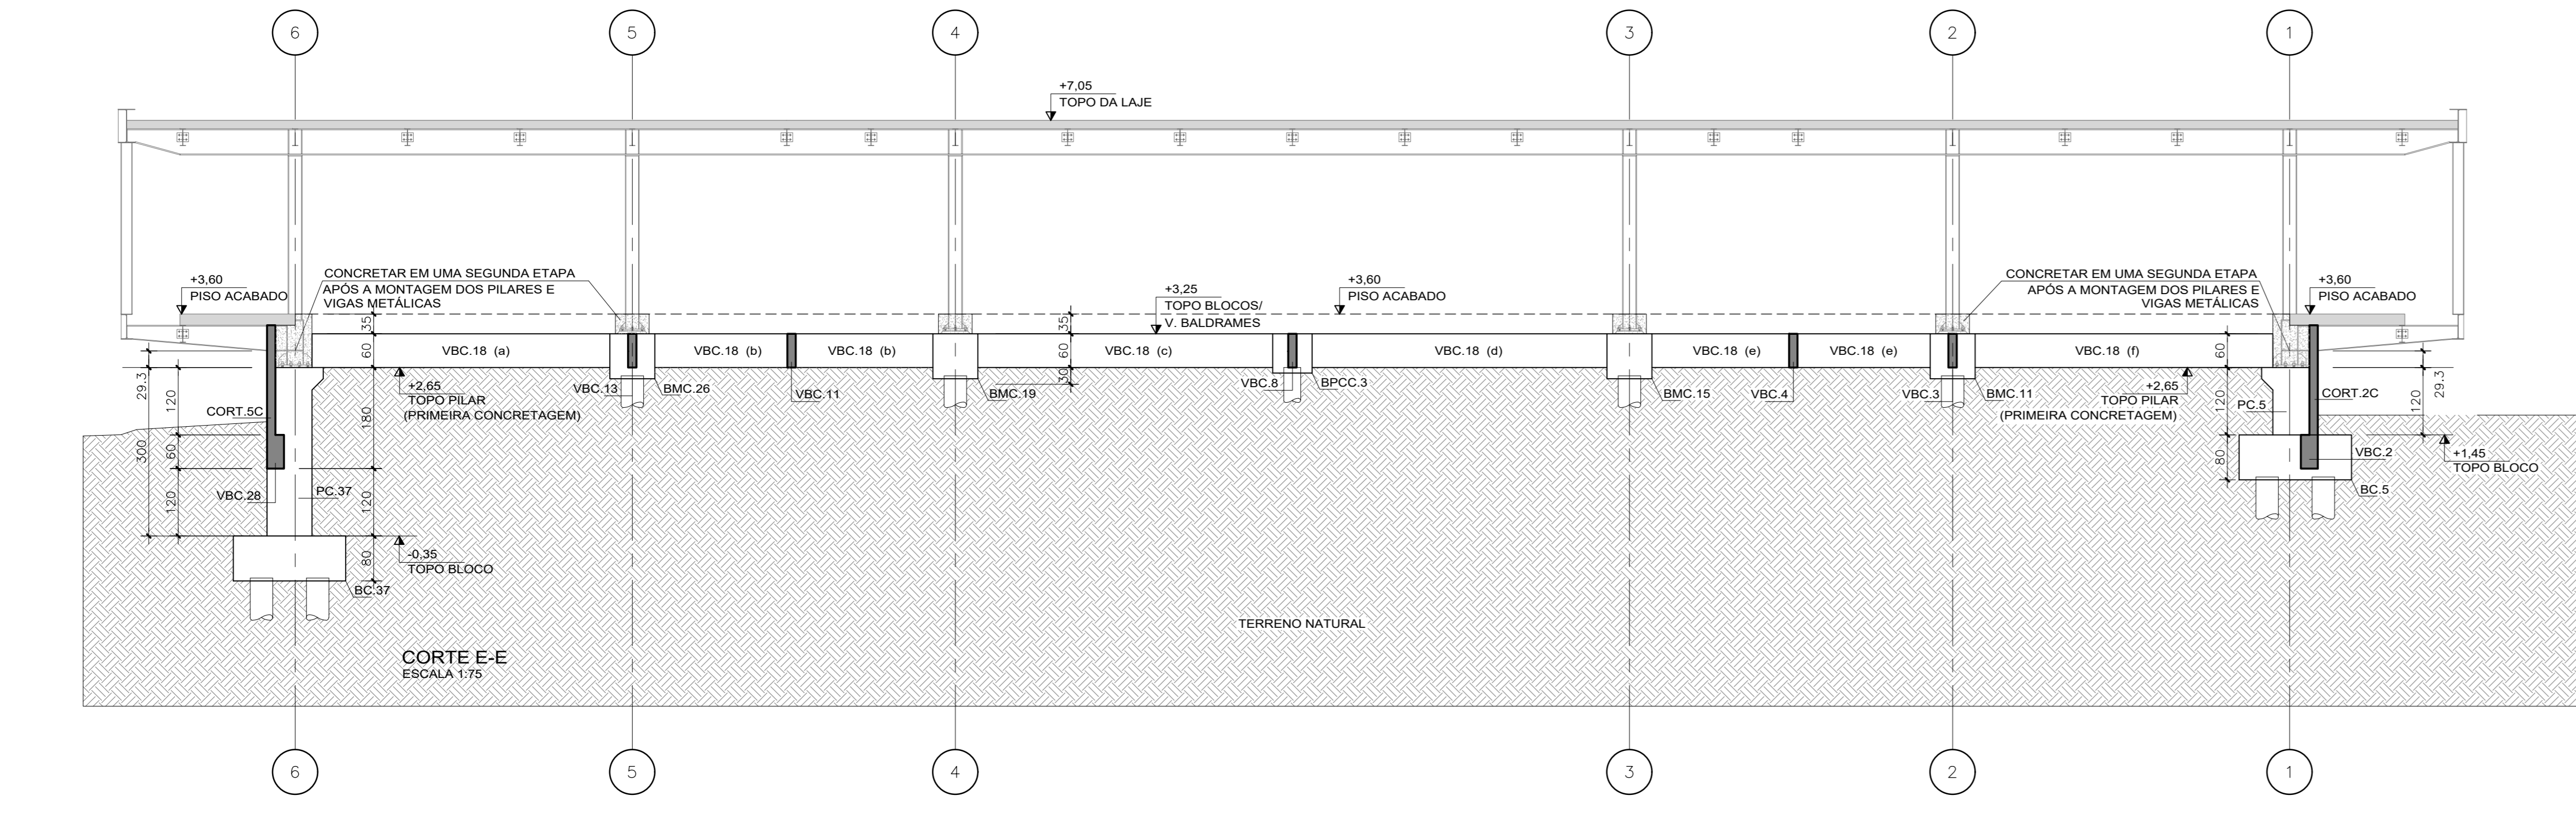 6
5
4
3
2
1
+7,05
TOPO DA LAJE
+3,60
PISO ACABADO
CONCRETAR EM UMA SEGUNDA ETAPA
APÓS A MONTAGEM DOS PILARES E
VIGAS METÁLICAS
+3,25
TOPO BLOCOS/
V. BALDRAMES
+3,60
PISO ACABADO
CONCRETAR EM UMA SEGUNDA ETAPA
APÓS A MONTAGEM DOS PILARES E
VIGAS METÁLICAS
+3,60
PISO ACABADO
35
60
35
60
30
60
VBC.18 (a)
VBC.18 (b)
VBC.18 (b)
VBC.18 (c)
VBC.18 (d)
VBC.18 (e)
VBC.18 (e)
VBC.18 (f)
29.3
300
120
60
120
180
120
80
CORT.5C
+2,65
TOPO PILAR
(PRIMEIRA CONCRETAGEM)
VBC.13
BMC.26
VBC.11
BMC.19
VBC.8
BPCC.3
BMC.15
VBC.4
VBC.3
BMC.11
+2,65
TOPO PILAR
(PRIMEIRA CONCRETAGEM)
120
80
PC.5
CORT.2C
120
29.3
VBC.2
+1,45
TOPO BLOCO
BC.5
VBC.28
PC.37
-0,35
TOPO BLOCO
BC.37
TERRENO NATURAL
CORTE E-E
ESCALA 1:75
6
5
4
3
2
1